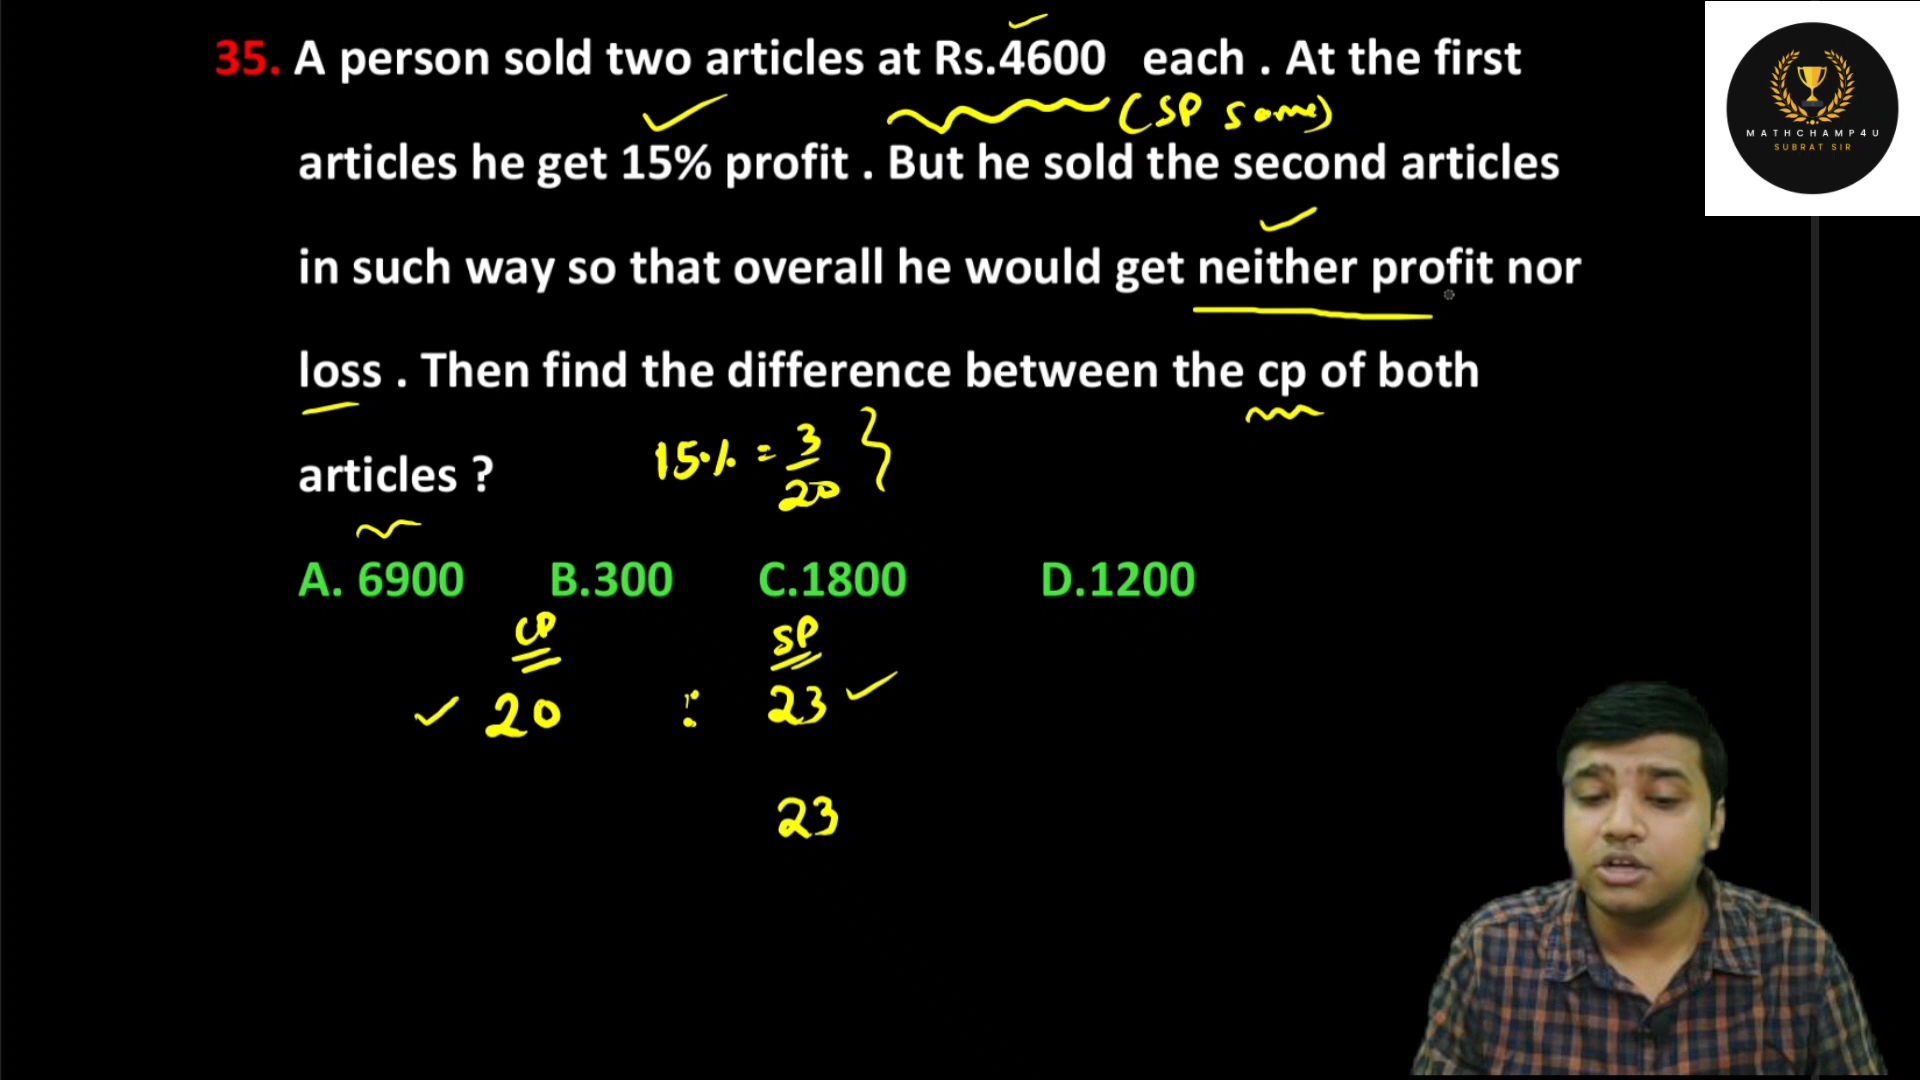 35. A person sold two articles at Rs.4600 each . At the first
(SP same)
articles he get 15% profit . But he sold the second articles
in such way so that overall he would get neither profit nor
loss . Then find the difference between the cp of both
articles ?
15% = 3/20 }
A. 6900 B.300 C.1800 D.1200
CP SP
20 : 23
23
MATHCHAMP4U
SUBRAT SIR